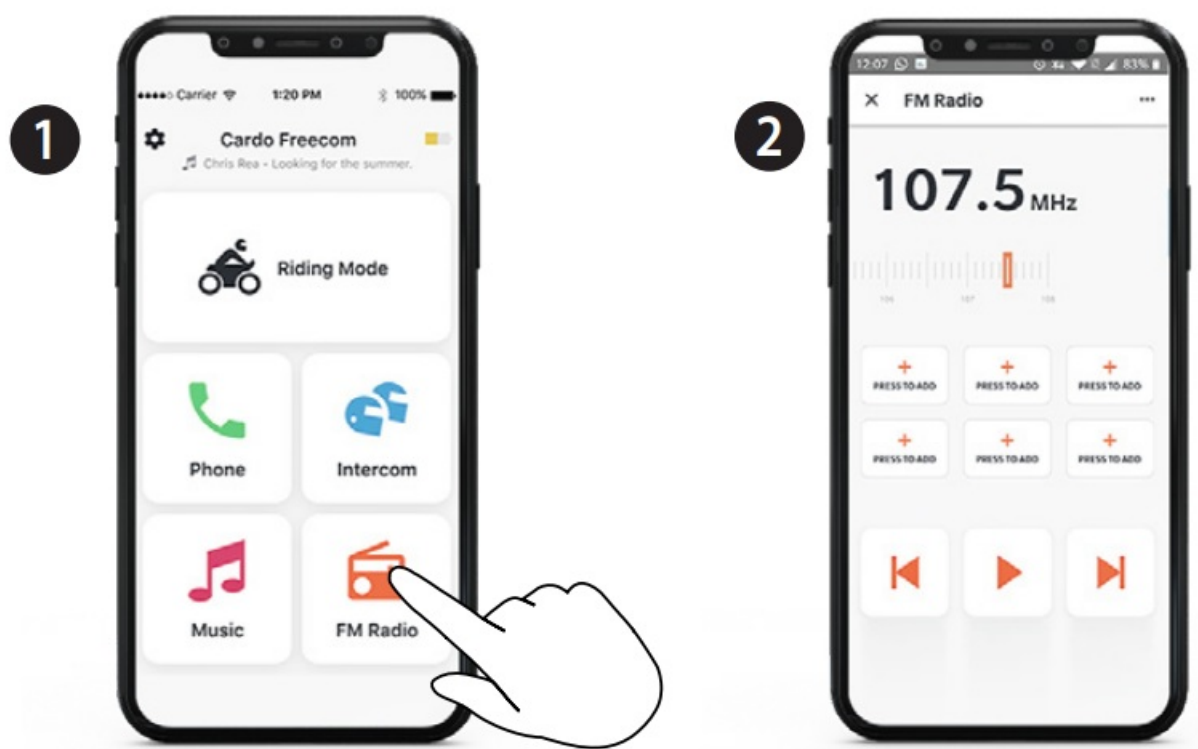 1
Carrier 1:20 PM 100%
Cardo Freecom
Chris Rea - Looking for the summer.
Riding Mode
Phone
Intercom
Music
FM Radio
2
12:07 83%
FM Radio
107.5 MHz
106 107 108
+ + +
PRESS TO ADD PRESS TO ADD PRESS TO ADD
+ + +
PRESS TO ADD PRESS TO ADD PRESS TO ADD